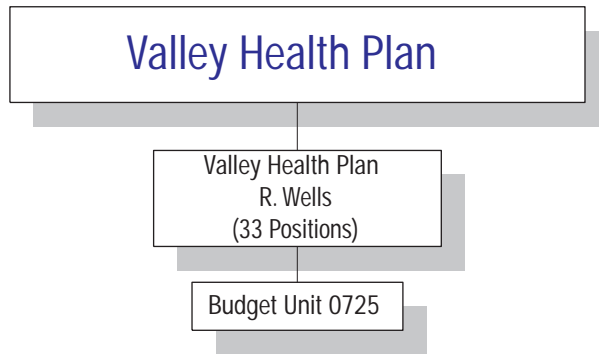 Valley Health Plan
Valley Health Plan
R. Wells
(33 Positions)
Budget Unit 0725